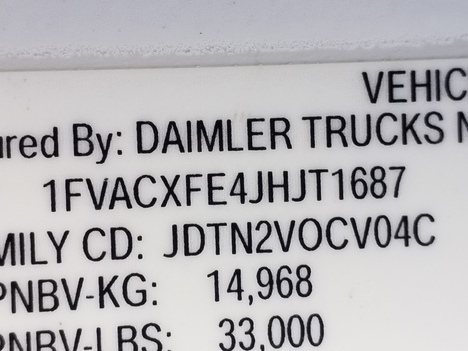 VEHIC
ured By: DAIMLER TRUCKS N
1FVACXFE4JHJT1687
MILY CD: JDTN2VOCV04C
PNBV-KG: 14,968
PNBV-LBS: 33,000